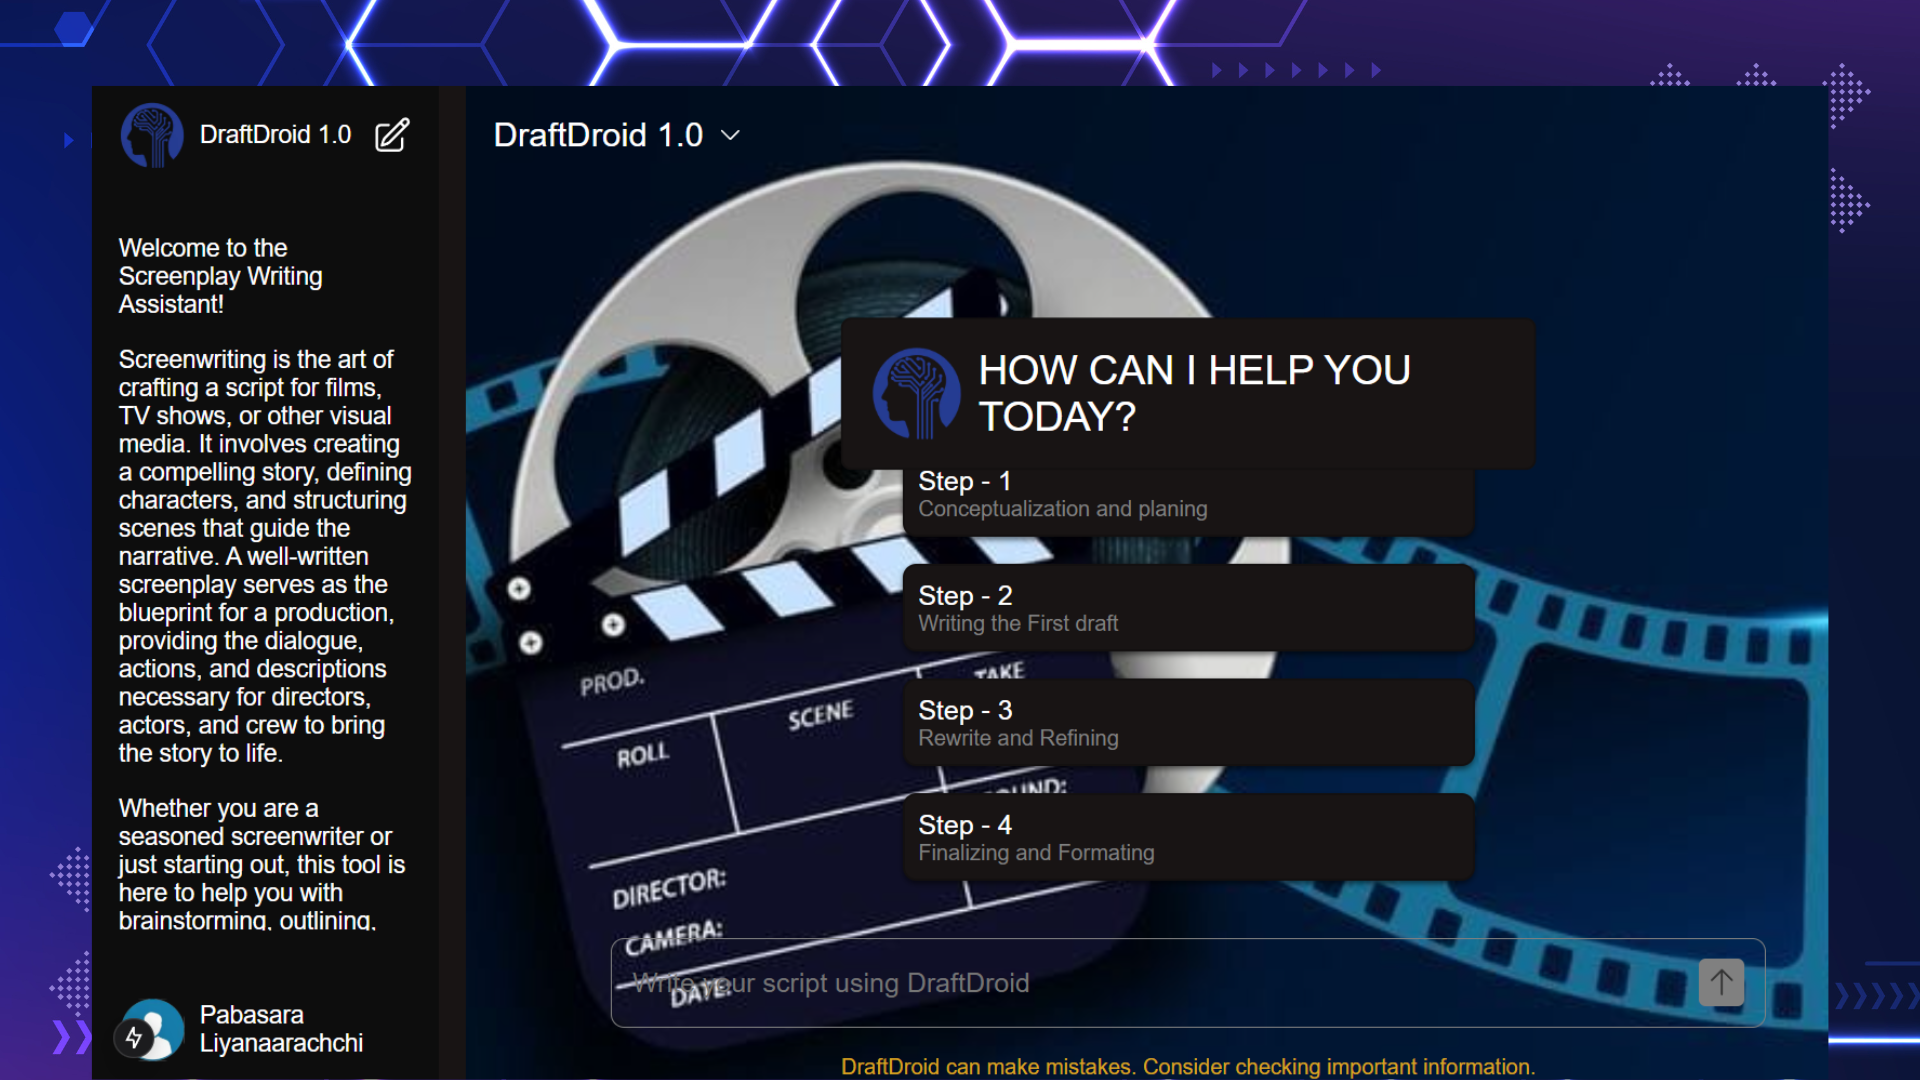 DraftDroid 1.0
Welcome to the
Screenplay Writing
Assistant!
Screenwriting is the art of
crafting a script for films,
TV shows, or other visual
media. It involves creating
a compelling story, defining
characters, and structuring
scenes that guide the
narrative. A well-written
screenplay serves as the
blueprint for a production,
providing the dialogue,
actions, and descriptions
necessary for directors,
actors, and crew to bring
the story to life.
Whether you are a
seasoned screenwriter or
just starting out, this tool is
here to help you with
brainstorming, outlining,
Pabasara
Liyanaarachchi
DraftDroid 1.0
HOW CAN I HELP YOU
TODAY?
Step - 1
Conceptualization and planing
Step - 2
Writing the First draft
Step - 3
Rewrite and Refining
Step - 4
Finalizing and Formating
PROD.
TAKE
SCENE
ROLL
DIRECTOR:
CAMERA:
DATE:
Write your script using DraftDroid
DraftDroid can make mistakes. Consider checking important information.